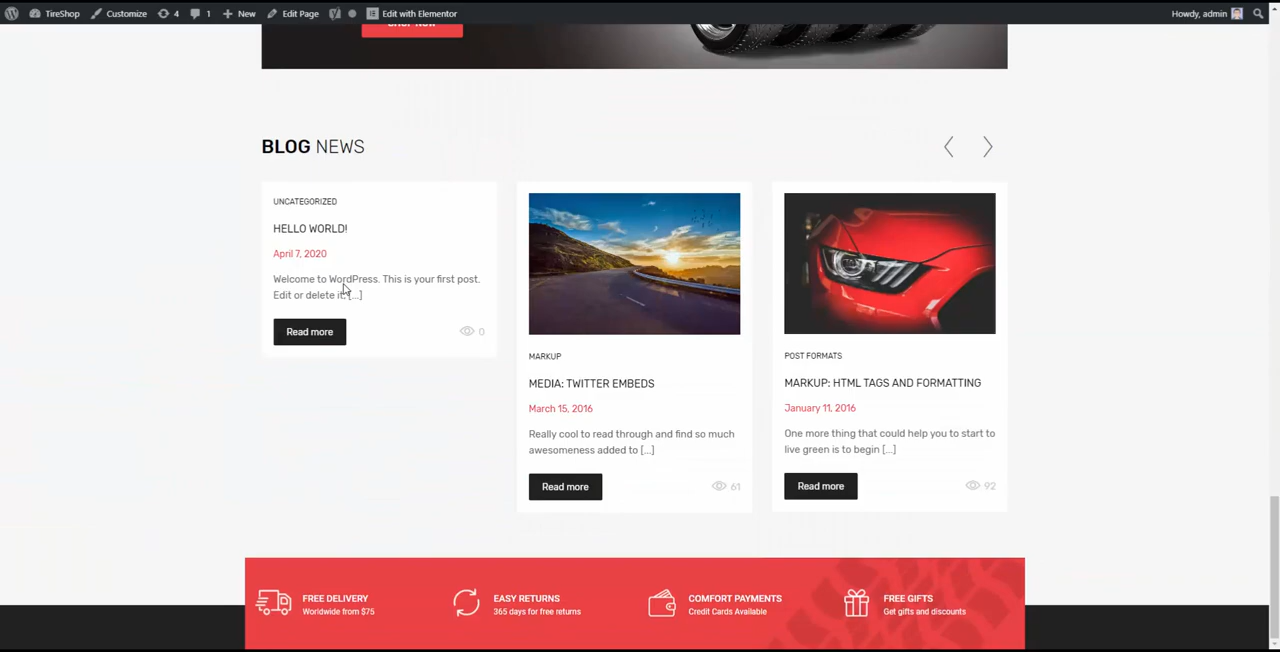 TireShop Customize 4 1 New Edit Page Edit with Elementor Howdy, admin
SHOP NOW
BLOG NEWS
UNCATEGORIZED
HELLO WORLD!
April 7, 2020
Welcome to WordPress. This is your first post.
Edit or delete it, [...]
Read more 0
MARKUP
MEDIA: TWITTER EMBEDS
March 15, 2016
Really cool to read through and find so much
awesomeness added to [...]
Read more 61
POST FORMATS
MARKUP: HTML TAGS AND FORMATTING
January 11, 2016
One more thing that could help you to start to
live green is to begin [...]
Read more 92
FREE DELIVERY
Worldwide from $75
EASY RETURNS
365 days for free returns
COMFORT PAYMENTS
Credit Cards Available
FREE GIFTS
Get gifts and discounts